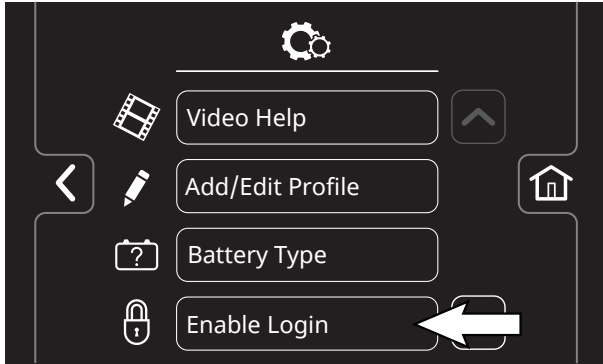 Video Help
Add/Edit Profile
?
Battery Type
Enable Login